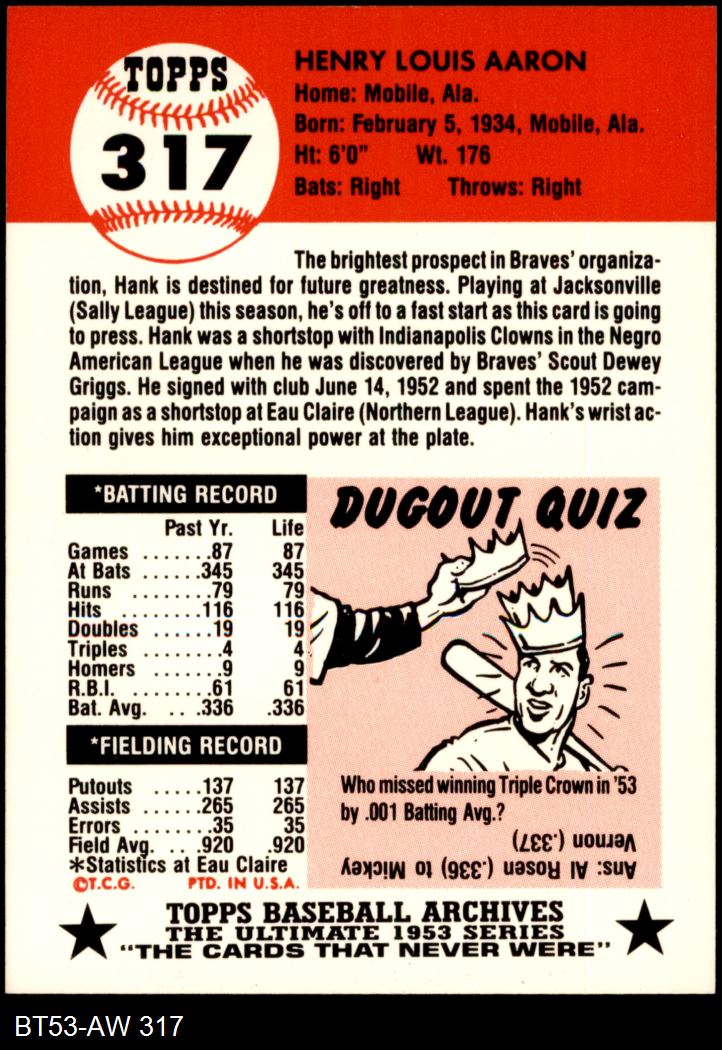 TOPPS
317
HENRY LOUIS AARON
Home: Mobile, Ala.
Born: February 5, 1934, Mobile, Ala.
Ht: 6'0" Wt. 176
Bats: Right Throws: Right
The brightest prospect in Braves' organiza-
tion, Hank is destined for future greatness. Playing at Jacksonville
(Sally League) this season, he's off to a fast start as this card is going
to press. Hank was a shortstop with Indianapolis Clowns in the Negro
American League when he was discovered by Braves' Scout Dewey
Griggs. He signed with club June 14, 1952 and spent the 1952 cam-
paign as a shortstop at Eau Claire (Northern League). Hank's wrist ac-
tion gives him exceptional power at the plate.
*BATTING RECORD
Past Yr. Life
Games .......87 87
At Bats ......345 345
Runs ........79 79
Hits .......116 116
Doubles ......19 19
Triples .......4 4
Homers .......9 9
R.B.I. ........61 61
Bat. Avg. . ...336 .336
*FIELDING RECORD
Putouts .....137 137
Assists ......265 265
Errors ........35 35
Field Avg. . ...920 .920
*Statistics at Eau Claire
©T.C.G. PTD. IN U.S.A.
DUGOUT QUIZ
Who missed winning Triple Crown in '53
by .001 Batting Avg.?
Ans: Al Rosen (.336) to Mickey
Vernon (.337)
TOPPS BASEBALL ARCHIVES
THE ULTIMATE 1953 SERIES
"THE CARDS THAT NEVER WERE"
BT53-AW 317